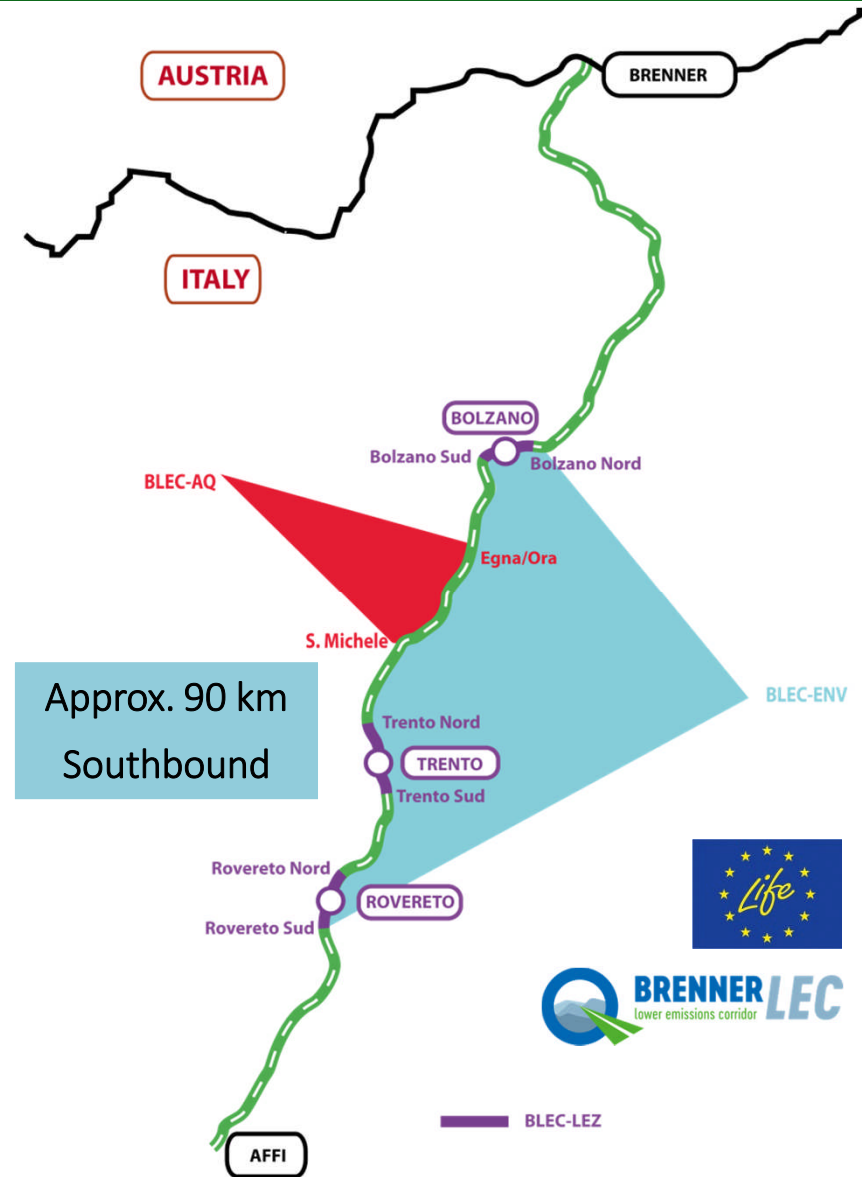 AUSTRIA
BRENNER
ITALY
BOLZANO
Bolzano Sud
Bolzano Nord
BLEC-AQ
Egna/Ora
S. Michele
Approx. 90 km
Southbound
BLEC-ENV
Trento Nord
TRENTO
Trento Sud
Rovereto Nord
ROVERETO
Rovereto Sud
Life
BRENNER LEC
lower emissions corridor
BLEC-LEZ
AFFI